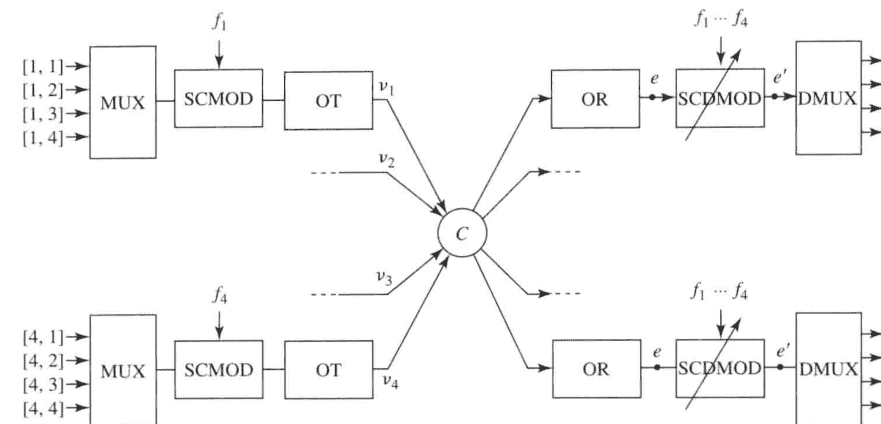 f₁
f₁ ··· f₄
[1, 1]
[1, 2]
[1, 3]
[1, 4]
MUX
SCMOD
OT
ν₁
OR
e
SCDMOD
e′
DMUX
ν₂
C
ν₃
f₄
f₁ ··· f₄
[4, 1]
[4, 2]
[4, 3]
[4, 4]
MUX
SCMOD
OT
ν₄
OR
e
SCDMOD
e′
DMUX